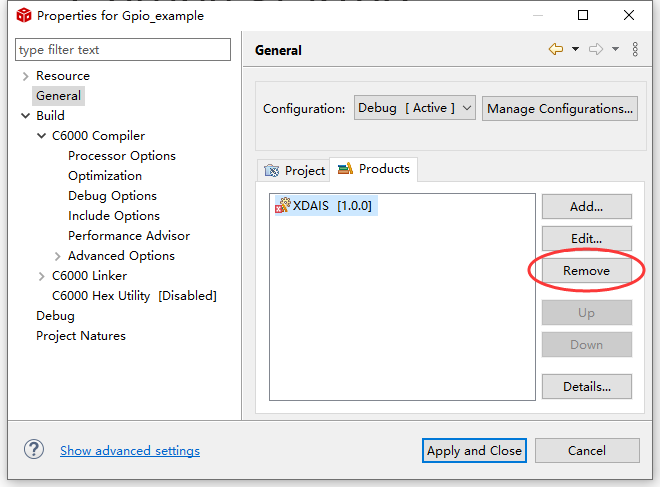 Properties for Gpio_example
type filter text
General
Resource
General
Build
C6000 Compiler
Processor Options
Optimization
Debug Options
Include Options
Performance Advisor
Advanced Options
C6000 Linker
C6000 Hex Utility [Disabled]
Debug
Project Natures
Configuration: Debug [ Active ] Manage Configurations...
Project Products
XDAIS [1.0.0]
Add...
Edit...
Remove
Up
Down
Details...
? Show advanced settings Apply and Close Cancel